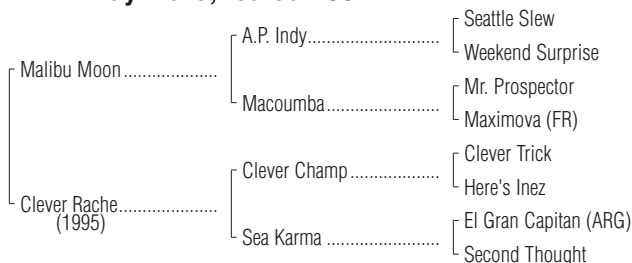 Seattle Slew
A.P. Indy
Weekend Surprise
Malibu Moon
Mr. Prospector
Macoumba
Maximova (FR)
Clever Trick
Clever Champ
Here's Inez
Clever Rache
(1995)
El Gran Capitan (ARG)
Sea Karma
Second Thought